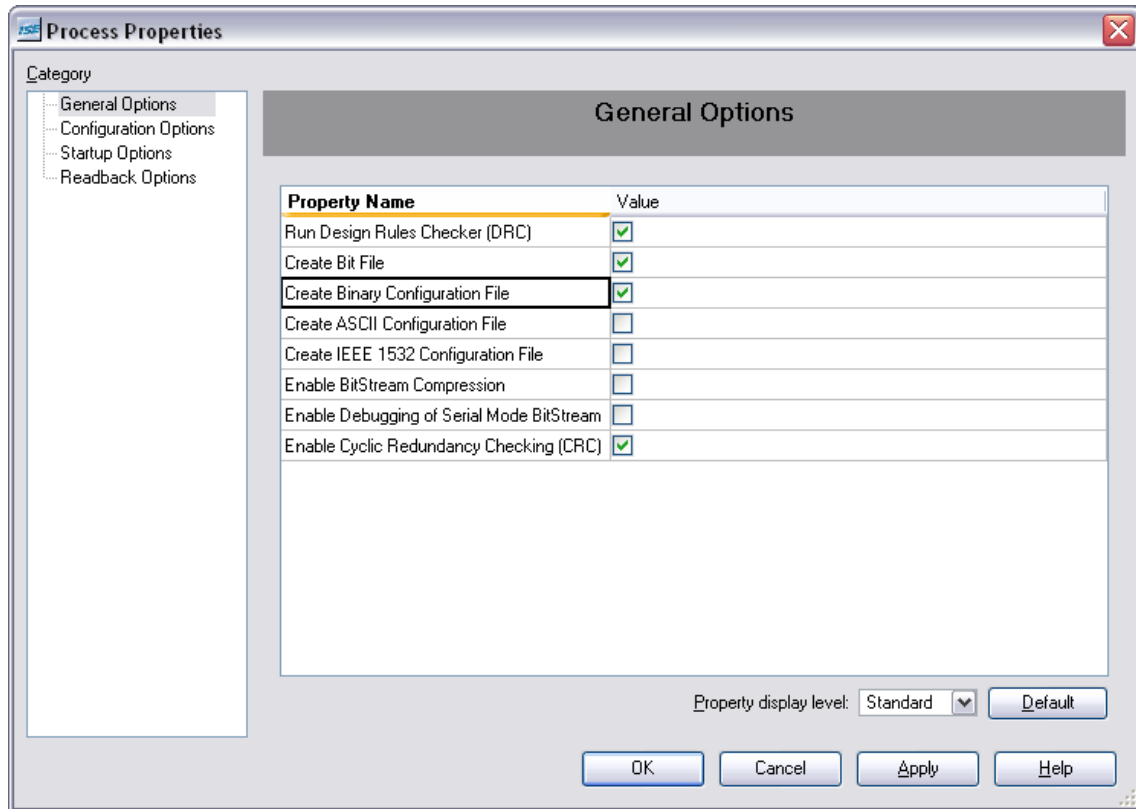 ISE Process Properties
Category
General Options
Configuration Options
Startup Options
Readback Options
General Options
Property Name Value
Run Design Rules Checker (DRC)
Create Bit File
Create Binary Configuration File
Create ASCII Configuration File
Create IEEE 1532 Configuration File
Enable BitStream Compression
Enable Debugging of Serial Mode BitStream
Enable Cyclic Redundancy Checking (CRC)
Property display level: Standard Default
OK Cancel Apply Help